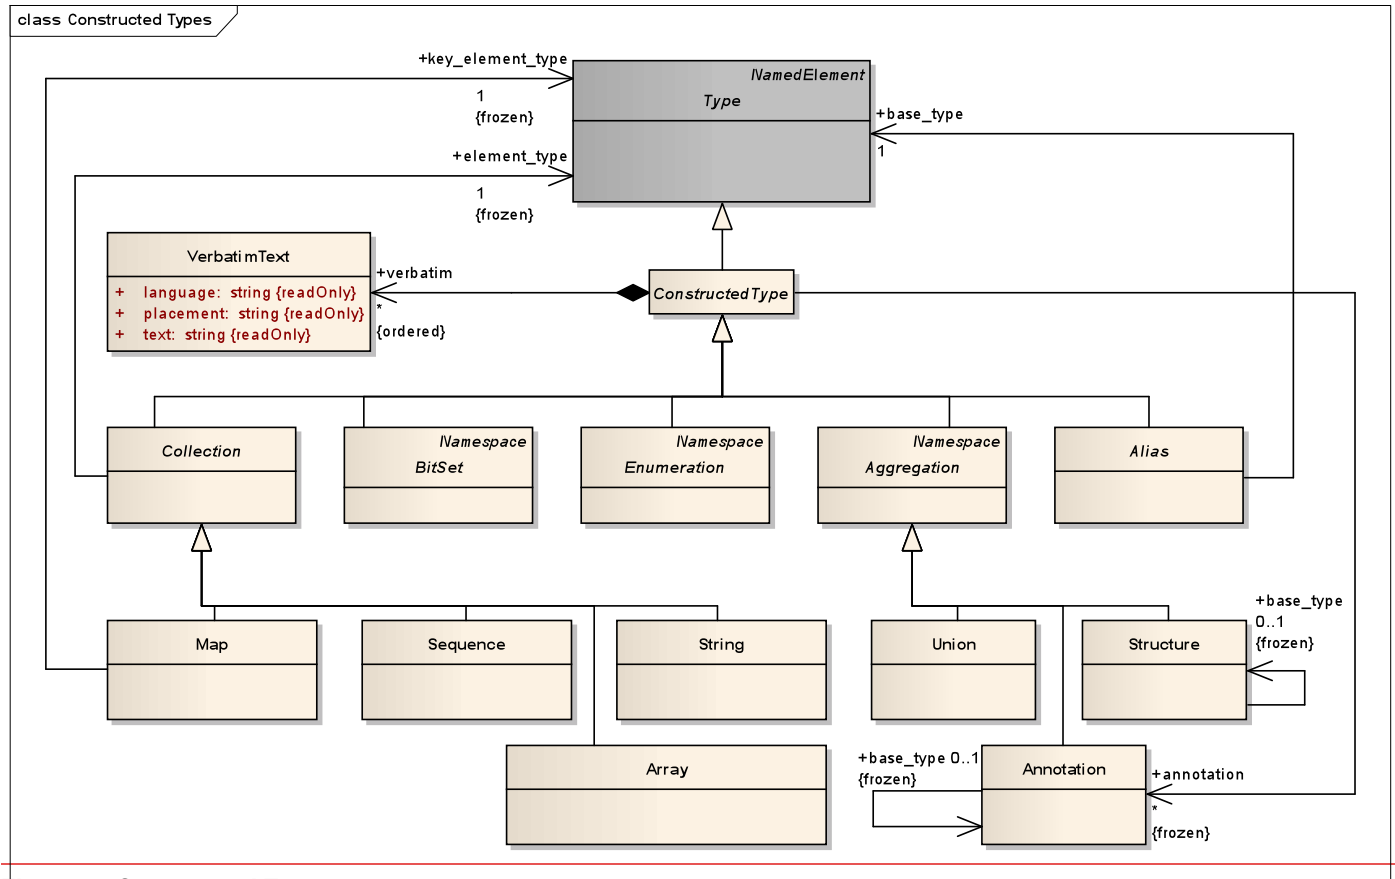 class Constructed Types
+key_element_type
1
{frozen}
NamedElement
Type
+base_type
1
+element_type
1
{frozen}
VerbatimText
+ language: string {readOnly}
+ placement: string {readOnly}
+ text: string {readOnly}
+verbatim
*
{ordered}
ConstructedType
Collection
Namespace
BitSet
Namespace
Enumeration
Namespace
Aggregation
Alias
Map
Sequence
String
Union
Structure
+base_type
0..1
{frozen}
Array
+base_type 0..1
{frozen}
Annotation
+annotation
*
{frozen}